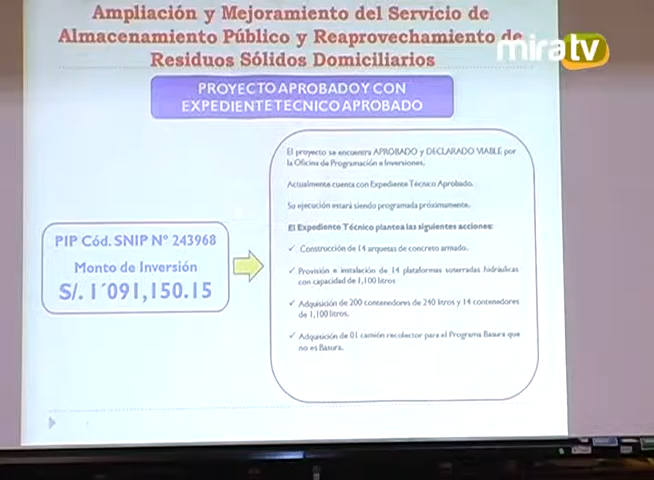 Ampliación y Mejoramiento del Servicio de
Almacenamiento Público y Reaprovechamiento de
Residuos Sólidos Domiciliarios
miratv
PROYECTO APROBADO Y CON
EXPEDIENTE TECNICO APROBADO
El proyecto se encuentra APROBADO y DECLARADO VIABLE por
la Oficina de Programación e Inversiones.
Actualmente cuenta con Expediente Técnico Aprobado.
Su ejecución estará siendo programada próximamente.
El Expediente Técnico plantea las siguientes acciones:
✓ Construcción de 14 arquetas de concreto armado.
✓ Provisión e instalación de 14 plataformas soterradas hidráulicas
con capacidad de 1,100 litros
✓ Adquisición de 200 contenedores de 240 litros y 14 contenedores
de 1,100 litros.
✓ Adquisición de 01 camión recolector para el Programa Basura que
no es Basura.
PIP Cód. SNIP N° 243968
Monto de Inversión
S/. 1´091,150.15